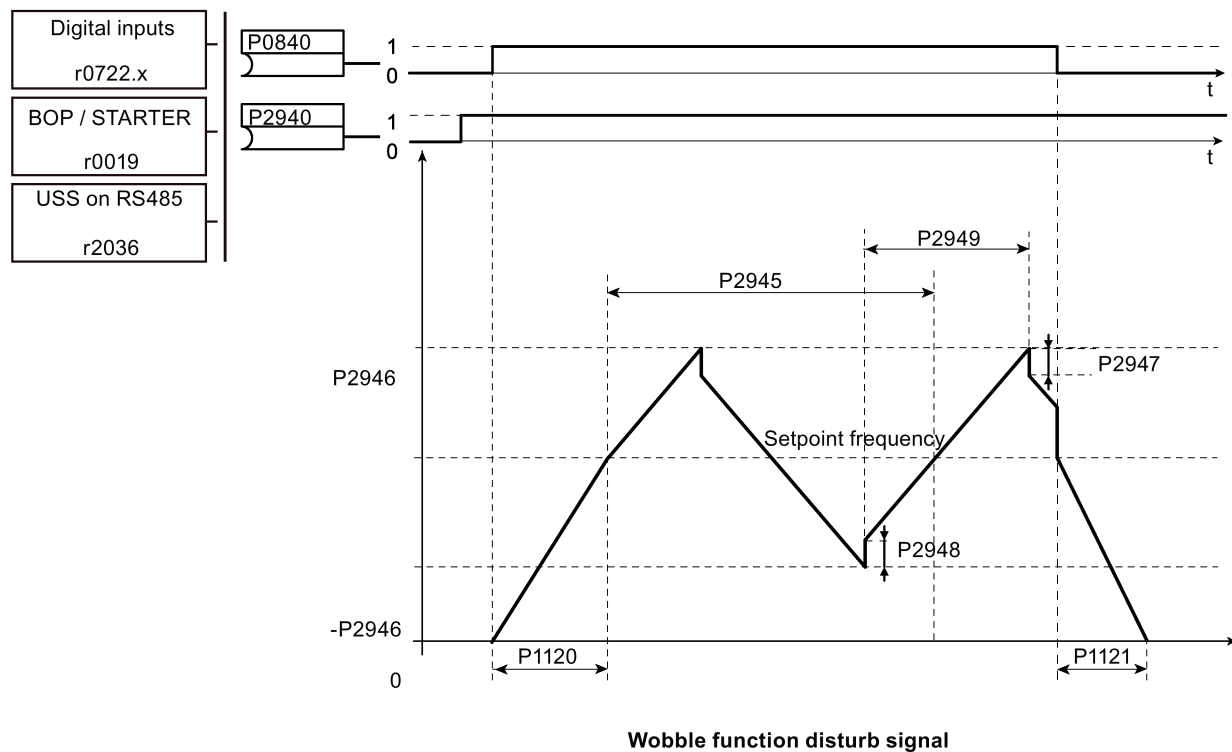 Digital inputs
r0722.x
BOP / STARTER
r0019
USS on RS485
r2036
P0840
1
0
t
P2940
1
0
t
P2949
P2945
P2946
P2947
Setpoint frequency
P2948
-P2946
P1120
P1121
0
Wobble function disturb signal